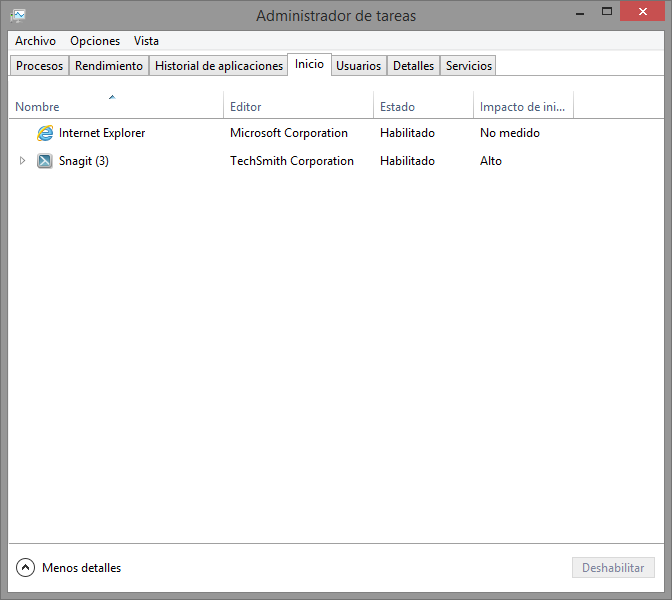 Administrador de tareas
Archivo Opciones Vista
Procesos Rendimiento Historial de aplicaciones Inicio Usuarios Detalles Servicios
Nombre Editor Estado Impacto de ini...
Internet Explorer Microsoft Corporation Habilitado No medido
Snagit (3) TechSmith Corporation Habilitado Alto
Menos detalles Deshabilitar